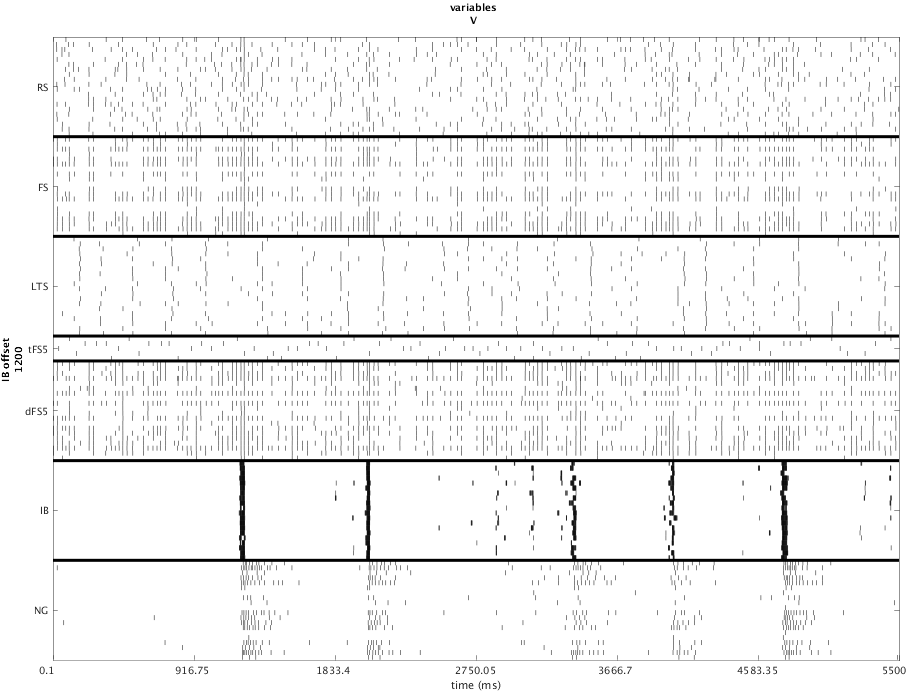 variables
V
RS
FS
LTS
tFS5
dFS5
IB
NG
IB offset
1200
0.1 916.75 1833.4 2750.05 3666.7 4583.35 5500
time (ms)